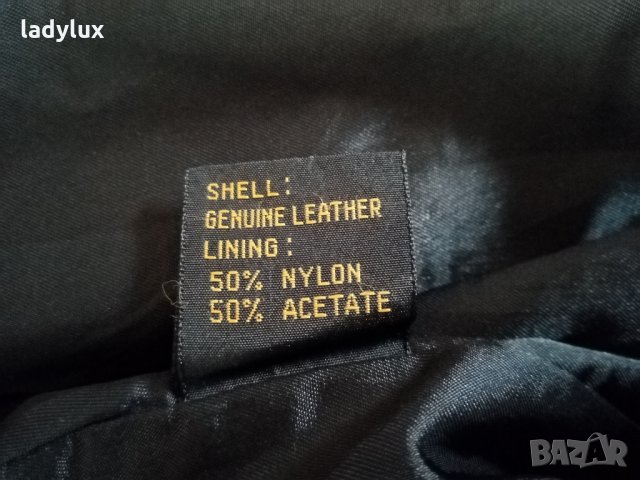 ladylux
SHELL:
GENUINE LEATHER
LINING:
50% NYLON
50% ACETATE
BAZAR